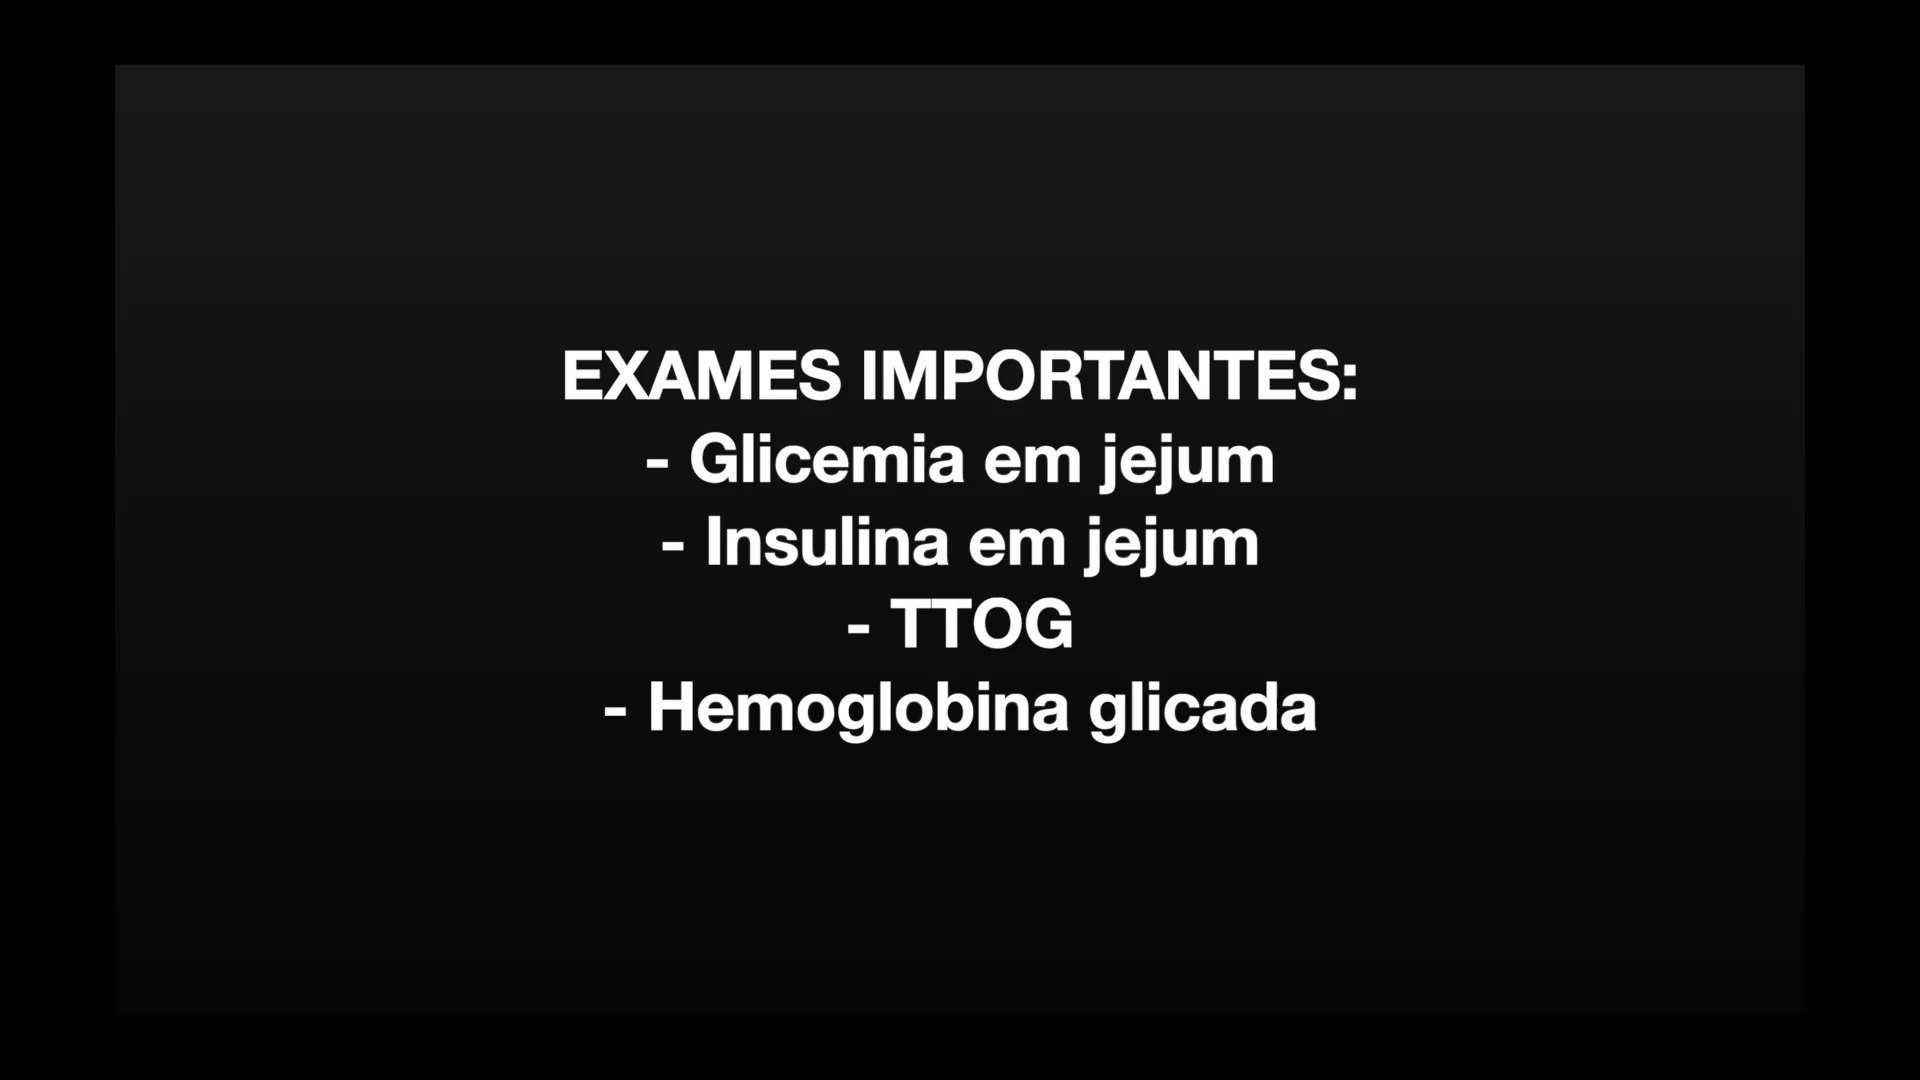 EXAMES IMPORTANTES:
- Glicemia em jejum
- Insulina em jejum
- TTOG
- Hemoglobina glicada